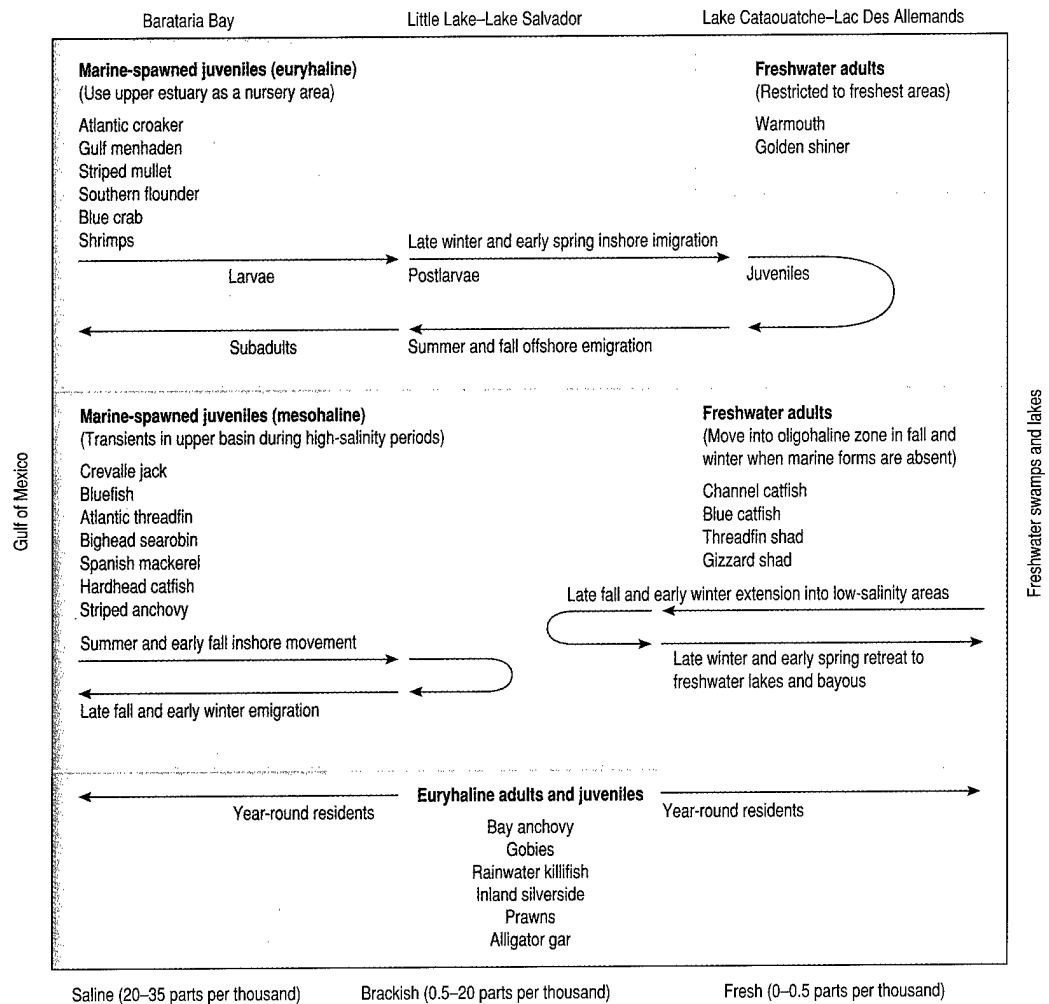 Barataria Bay
Little Lake–Lake Salvador
Lake Cataouatche–Lac Des Allemands
Marine-spawned juveniles (euryhaline)
(Use upper estuary as a nursery area)
Atlantic croaker
Gulf menhaden
Striped mullet
Southern flounder
Blue crab
Shrimps
Freshwater adults
(Restricted to freshest areas)
Warmouth
Golden shiner
Late winter and early spring inshore imigration
Larvae
Postlarvae
Juveniles
Subadults
Summer and fall offshore emigration
Marine-spawned juveniles (mesohaline)
(Transients in upper basin during high-salinity periods)
Crevalle jack
Bluefish
Atlantic threadfin
Bighead searobin
Spanish mackerel
Hardhead catfish
Striped anchovy
Summer and early fall inshore movement
Late fall and early winter emigration
Freshwater adults
(Move into oligohaline zone in fall and
winter when marine forms are absent)
Channel catfish
Blue catfish
Threadfin shad
Gizzard shad
Late fall and early winter extension into low-salinity areas
Late winter and early spring retreat to
freshwater lakes and bayous
Gulf of Mexico
Freshwater swamps and lakes
Year-round residents
Euryhaline adults and juveniles
Year-round residents
Bay anchovy
Gobies
Rainwater killifish
Inland silverside
Prawns
Alligator gar
Saline (20–35 parts per thousand)
Brackish (0.5–20 parts per thousand)
Fresh (0–0.5 parts per thousand)